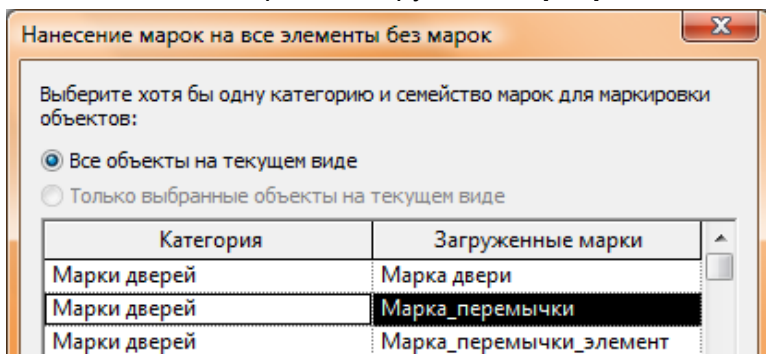 Нанесение марок на все элементы без марок
Выберите хотя бы одну категорию и семейство марок для маркировки
объектов:
Все объекты на текущем виде
Только выбранные объекты на текущем виде
Категория Загруженные марки
Марки дверей Марка двери
Марки дверей Марка_перемычки
Марки дверей Марка_перемычки_элемент